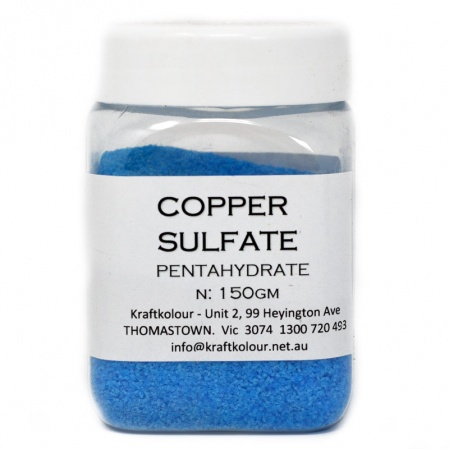 COPPER
SULFATE
PENTAHYDRATE
N: 150GM
Kraftkolour - Unit 2, 99 Heyington Ave
THOMASTOWN. Vic 3074 1300 720 493
info@kraftkolour.net.au